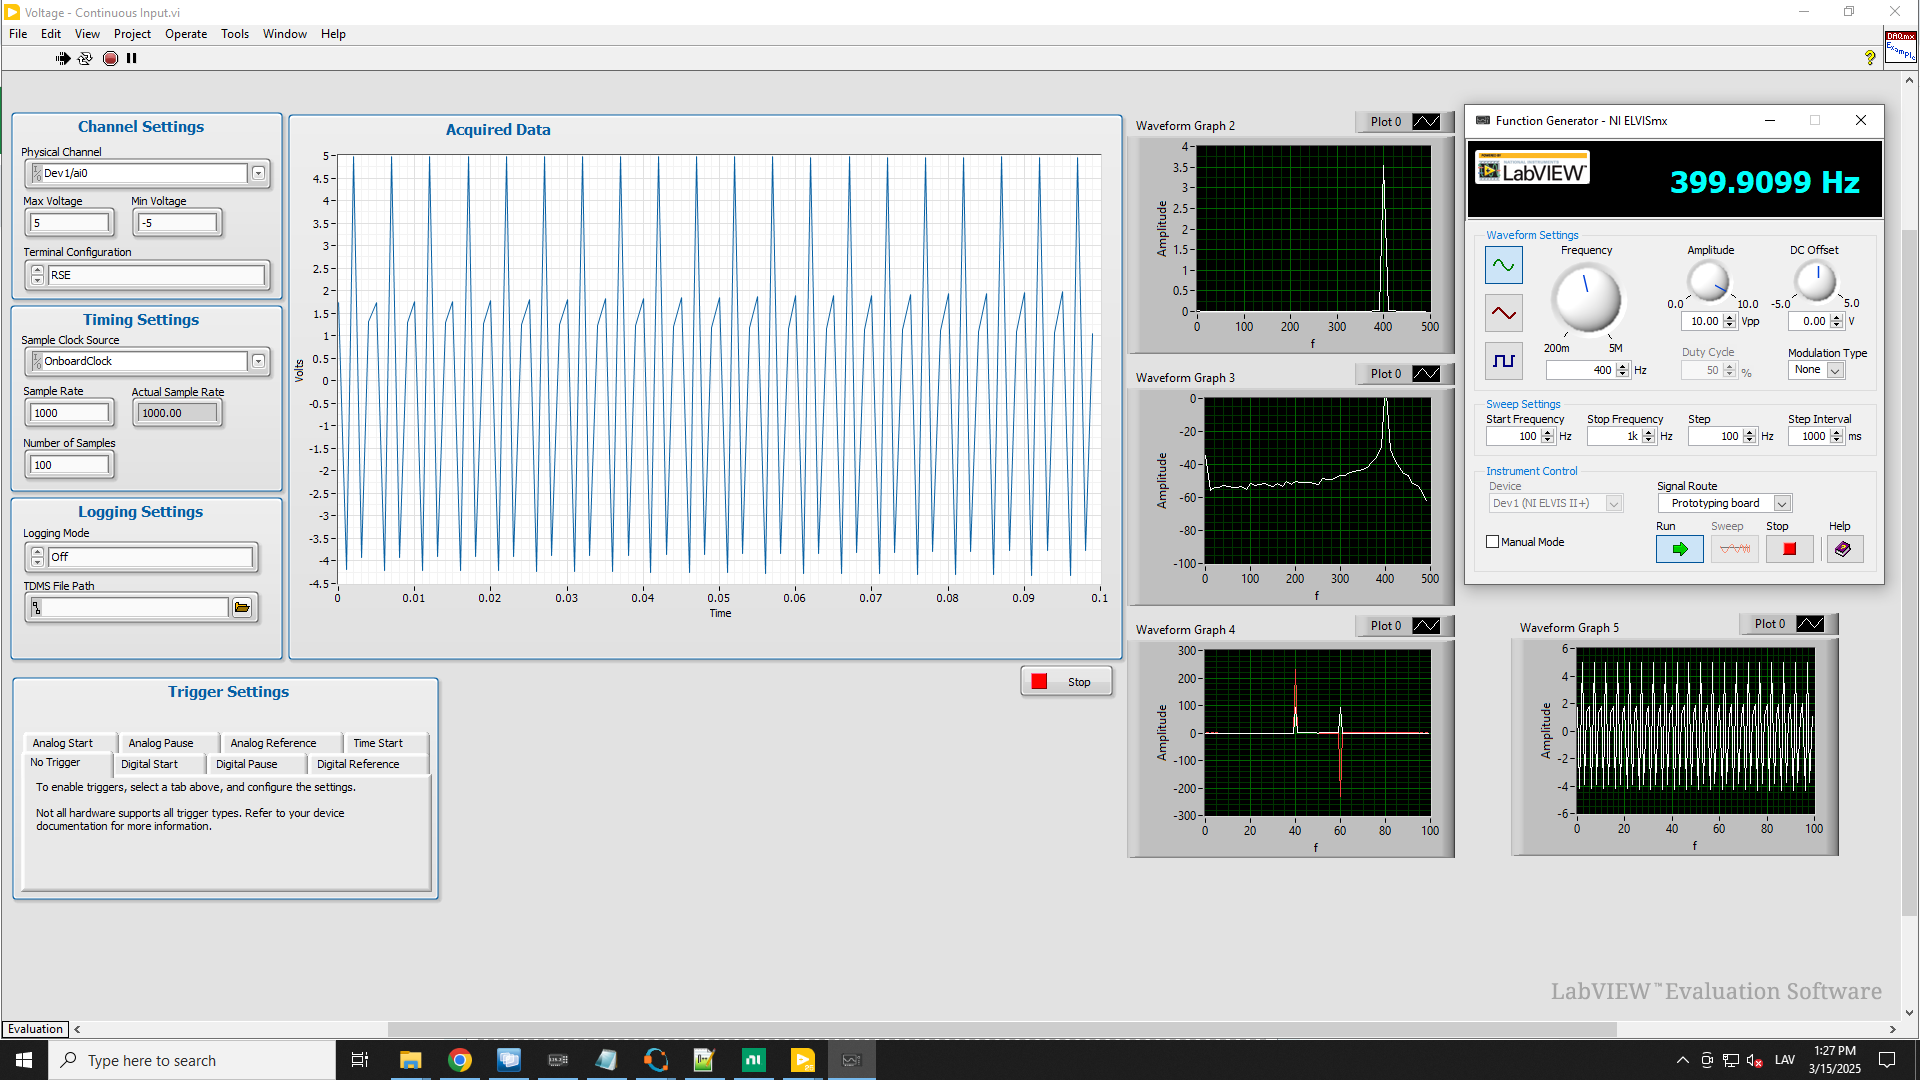 Voltage - Continuous Input.vi
File Edit View Project Operate Tools Window Help
DAQmx
Exampl
Channel Settings
Physical Channel
Dev1/ai0
Max Voltage Min Voltage
5 -5
Terminal Configuration
RSE
Timing Settings
Sample Clock Source
OnboardClock
Sample Rate Actual Sample Rate
1000 1000.00
Number of Samples
100
Logging Settings
Logging Mode
Off
TDMS File Path
Trigger Settings
Analog Start Analog Pause Analog Reference Time Start
No Trigger Digital Start Digital Pause Digital Reference
To enable triggers, select a tab above, and configure the settings.
Not all hardware supports all trigger types. Refer to your device
documentation for more information.
Acquired Data
Volts
5
4.5
4
3.5
3
2.5
2
1.5
1
0.5
0
-0.5
-1
-1.5
-2
-2.5
-3
-3.5
-4
-4.5
0 0.01 0.02 0.03 0.04 0.05 0.06 0.07 0.08 0.09 0.1
Time
Stop
Waveform Graph 2 Plot 0
Amplitude
4
3.5
3
2.5
2
1.5
1
0.5
0
0 100 200 300 400 500
f
Waveform Graph 3 Plot 0
Amplitude
0
-20
-40
-60
-80
-100
0 100 200 300 400 500
f
Waveform Graph 4 Plot 0
Amplitude
300
200
100
0
-100
-200
-300
0 20 40 60 80 100
f
Function Generator - NI ELVISmx
POWERED BY
NATIONAL INSTRUMENTS
LabVIEW™
399.9099 Hz
Waveform Settings
Frequency Amplitude DC Offset
0.0 10.0 -5.0 5.0
10.00 Vpp 0.00 V
200m 5M
400 Hz
Duty Cycle Modulation Type
50 % None
Sweep Settings
Start Frequency Stop Frequency Step Step Interval
100 Hz 1k Hz 100 Hz 1000 ms
Instrument Control
Device Signal Route
Dev1 (NI ELVIS II+) Prototyping board
Run Sweep Stop Help
Manual Mode
Waveform Graph 5 Plot 0
Amplitude
6
4
2
0
-2
-4
-6
0 20 40 60 80 100
f
LabVIEW™ Evaluation Software
Evaluation
Type here to search
LAV
1:27 PM
3/15/2025